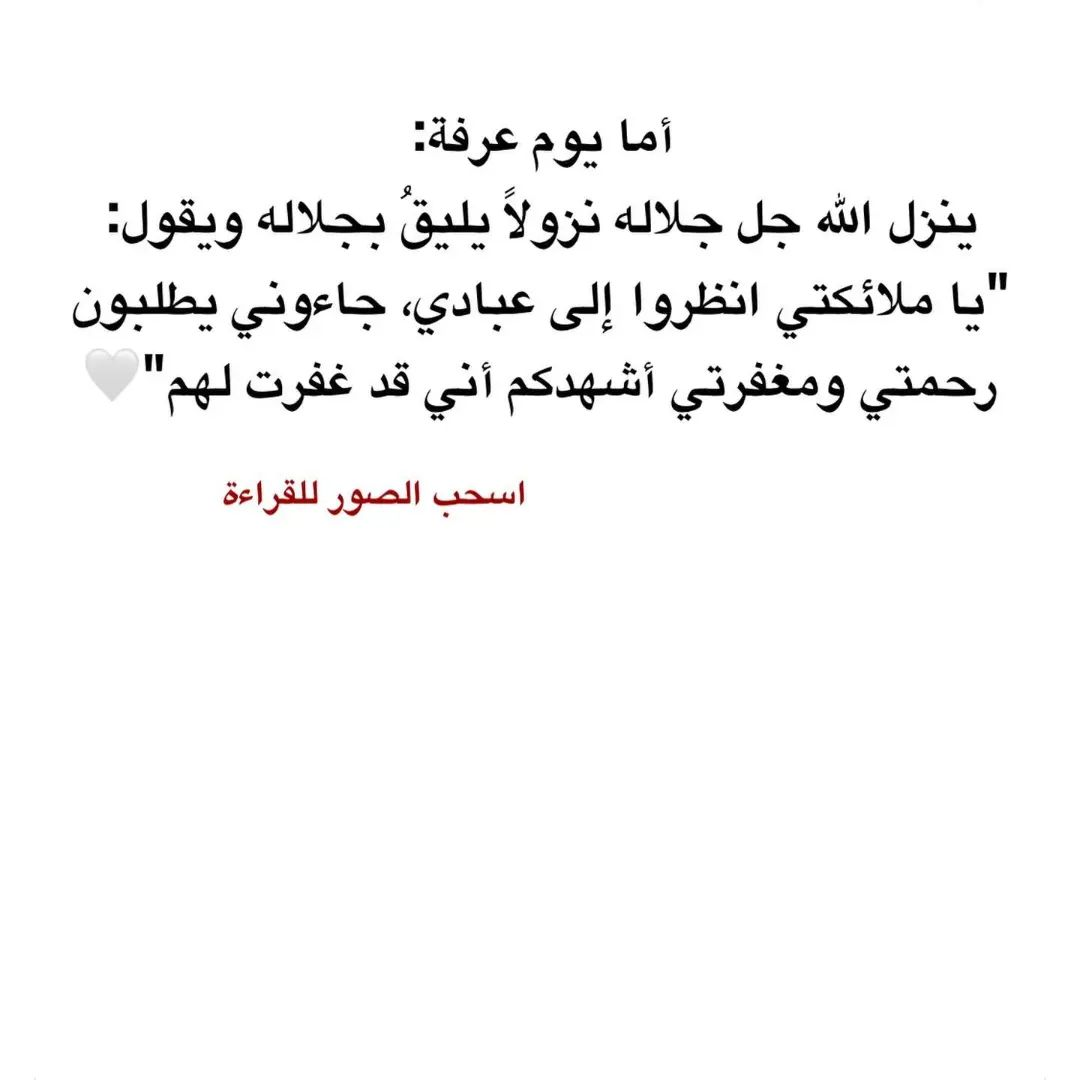 أما يوم عرفة:
ينزل الله جل جلاله نزولاً يليقُ بجلاله ويقول:
"يا ملائكتي انظروا إلى عبادي، جاءوني يطلبون
رحمتي ومغفرتي أشهدكم أني قد غفرت لهم"🤍
اسحب الصور للقراءة